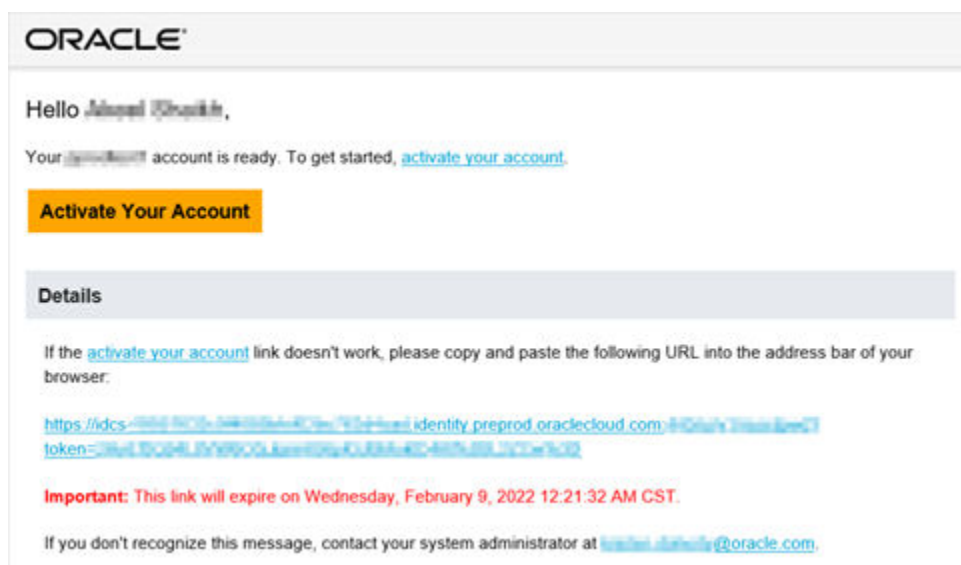 ORACLE
Hello ,
Your account is ready. To get started, activate your account.
Activate Your Account
Details
If the activate your account link doesn't work, please copy and paste the following URL into the address bar of your
browser:
https://idcs- .identity.preprod.oraclecloud.com:
token=
Important: This link will expire on Wednesday, February 9, 2022 12:21:32 AM CST.
If you don't recognize this message, contact your system administrator at @oracle.com.